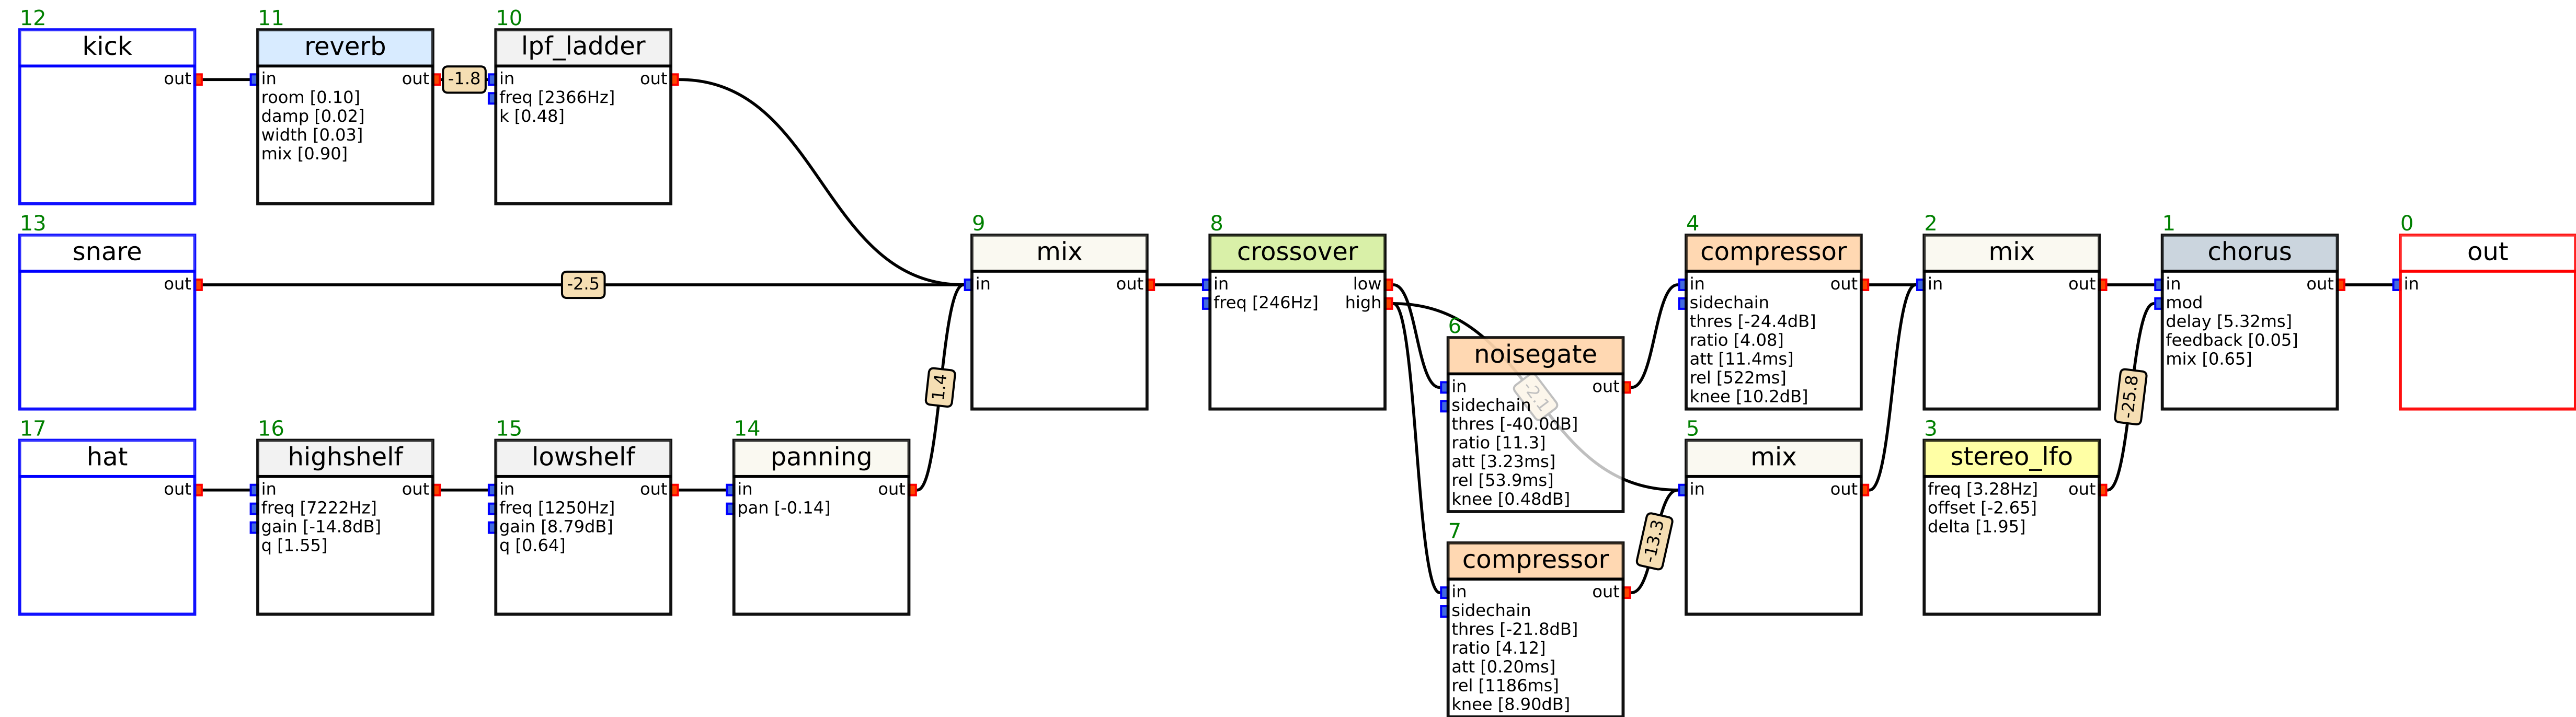 12
kick
out
11
reverb
in out
room [0.10]
damp [0.02]
width [0.03]
mix [0.90]
-1.8
10
lpf_ladder
in out
freq [2366Hz]
k [0.48]
13
snare
out
-2.5
17
hat
out
16
highshelf
in out
freq [7222Hz]
gain [-14.8dB]
q [1.55]
15
lowshelf
in out
freq [1250Hz]
gain [8.79dB]
q [0.64]
14
panning
in out
pan [-0.14]
1.4
9
mix
in out
8
crossover
in low
freq [246Hz] high
6
noisegate
in out
sidechain
thres [-40.0dB]
ratio [11.3]
att [3.23ms]
rel [53.9ms]
knee [0.48dB]
-2.1
7
compressor
in out
sidechain
thres [-21.8dB]
ratio [4.12]
att [0.20ms]
rel [1186ms]
knee [8.90dB]
-13.3
4
compressor
in out
sidechain
thres [-24.4dB]
ratio [4.08]
att [11.4ms]
rel [522ms]
knee [10.2dB]
5
mix
in out
2
mix
in out
3
stereo_lfo
freq [3.28Hz] out
offset [-2.65]
delta [1.95]
-25.8
1
chorus
in out
mod
delay [5.32ms]
feedback [0.05]
mix [0.65]
0
out
in